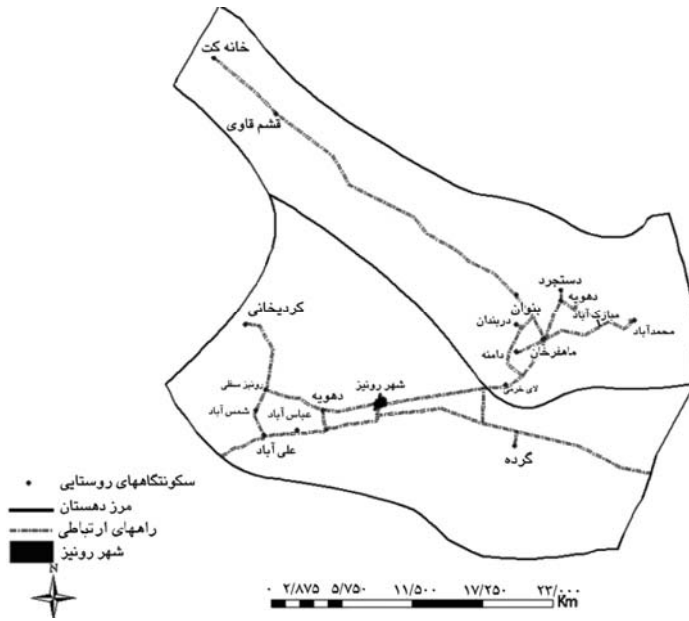 خانه کت
قشم قاوی
دستجرد
دهویه
بنوان
مبارک آباد
محمدآباد
دربندان
ماهفرخان
دامنه
کردیخانی
لای خرمی
شهر رونیز
رونیز سفلی
دهویه
شمس آباد
عباس آباد
علی آباد
گرده
سکونتگاههای روستایی
مرز دهستان
راههای ارتباطی
شهر رونیز
N
۰ ۲/۸۷۵ ۵/۷۵۰ ۱۱/۵۰۰ ۱۷/۲۵۰ ۲۳/۰۰۰
Km